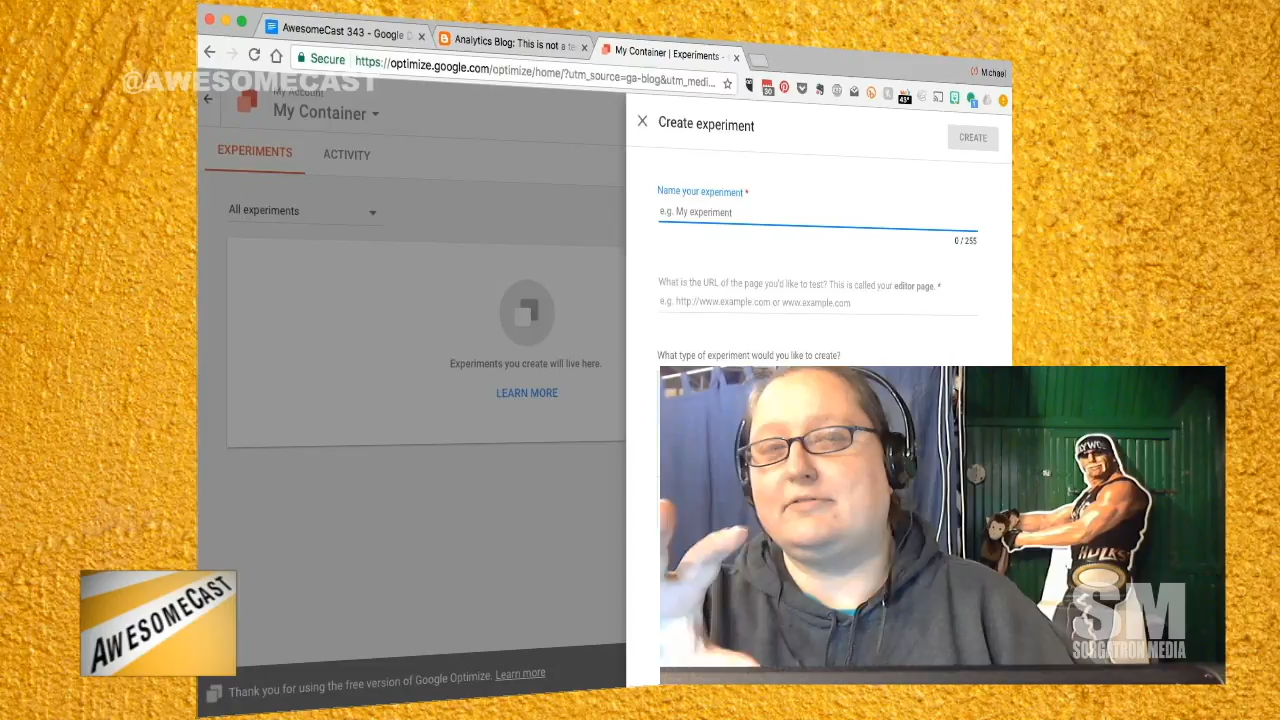 AwesomeCast 343 - Google D
Analytics Blog: This is not a te
My Container | Experiments -
Michael
Secure
https://optimize.google.com/optimize/home/?utm_source=ga-blog&utm_medi...
@AWESOMECAST
My Account
My Container
Create experiment
CREATE
EXPERIMENTS
ACTIVITY
Name your experiment *
e.g. My experiment
0 / 255
All experiments
What is the URL of the page you'd like to test? This is called your editor page. *
e.g. http://www.example.com or www.example.com
What type of experiment would you like to create?
Experiments you create will live here.
LEARN MORE
HULK
AWESOMECAST
SM
SORGATRON MEDIA
Thank you for using the free version of Google Optimize. Learn more